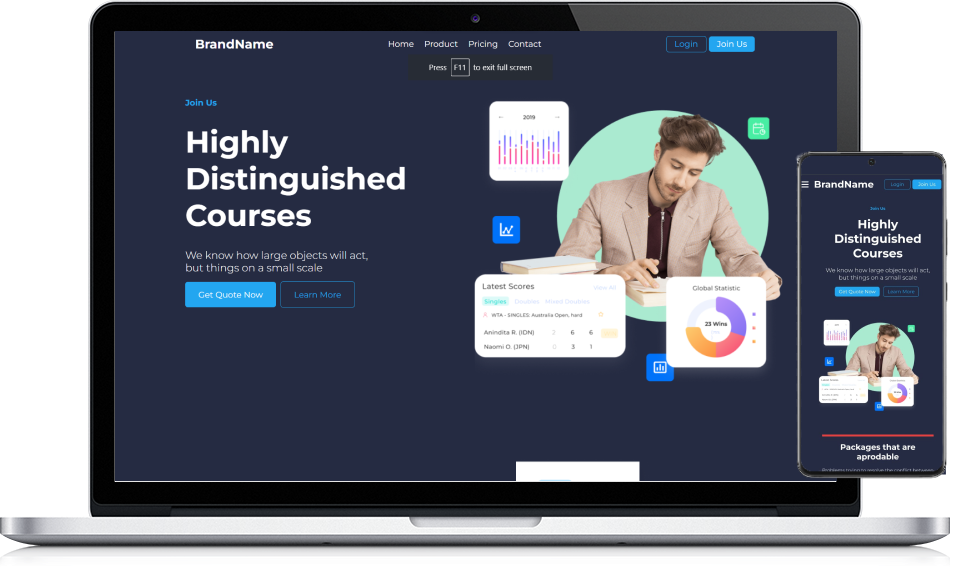 BrandName
Home Product Pricing Contact
Login Join Us
Press F11 to exit full screen
Join Us
Highly
Distinguished
Courses
We know how large objects will act,
but things on a small scale
Get Quote Now Learn More
2019
Latest Scores View All
Singles Doubles Mixed Doubles
WTA - SINGLES: Australia Open, hard
Anindita R. (IDN) 2 6 6
Naomi O. (JPN) 0 3 1
Global Statistic
23 Wins
BrandName Login Join Us
Join Us
Highly
Distinguished
Courses
We know how large objects will act,
but things on a small scale
Get Quote Now Learn More
Latest Scores
Global Statistic
Packages that are
aprodable
Problems trying to resolve the conflict between